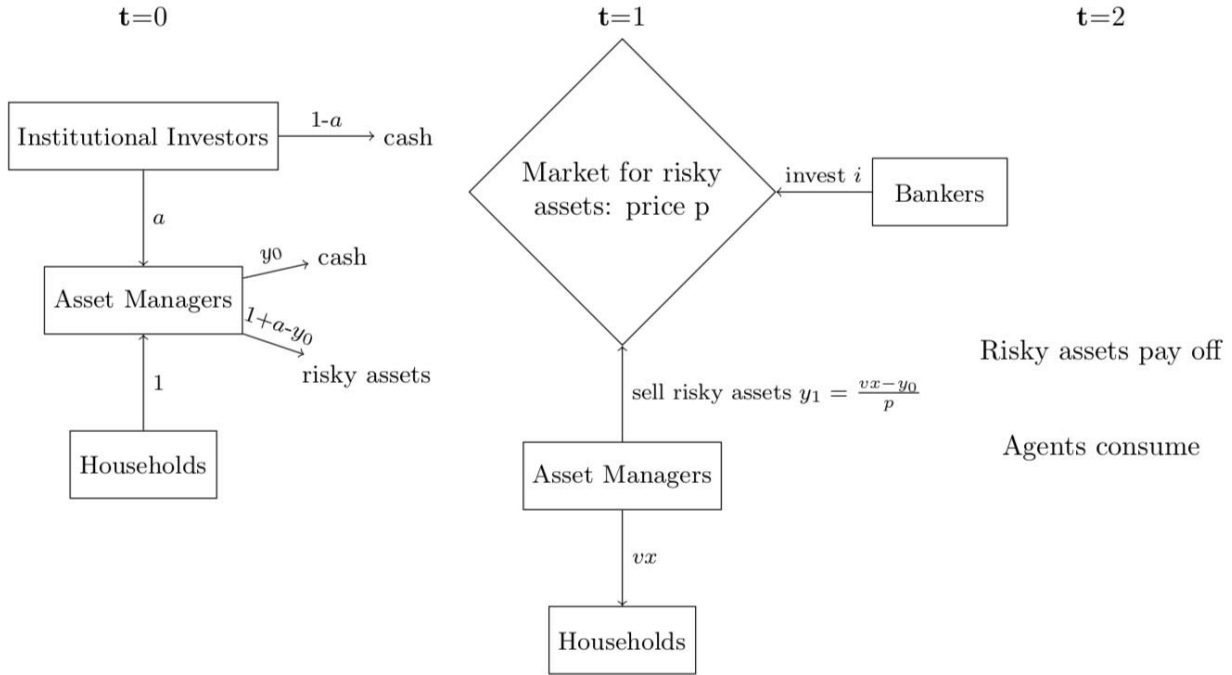 t=0
t=1
t=2
Institutional Investors
1-a
cash
a
Asset Managers
y0
cash
1+a-y0
risky assets
1
Households
Market for risky
assets: price p
invest i
Bankers
sell risky assets y1 = vx−y0/p
Asset Managers
vx
Households
Risky assets pay off
Agents consume